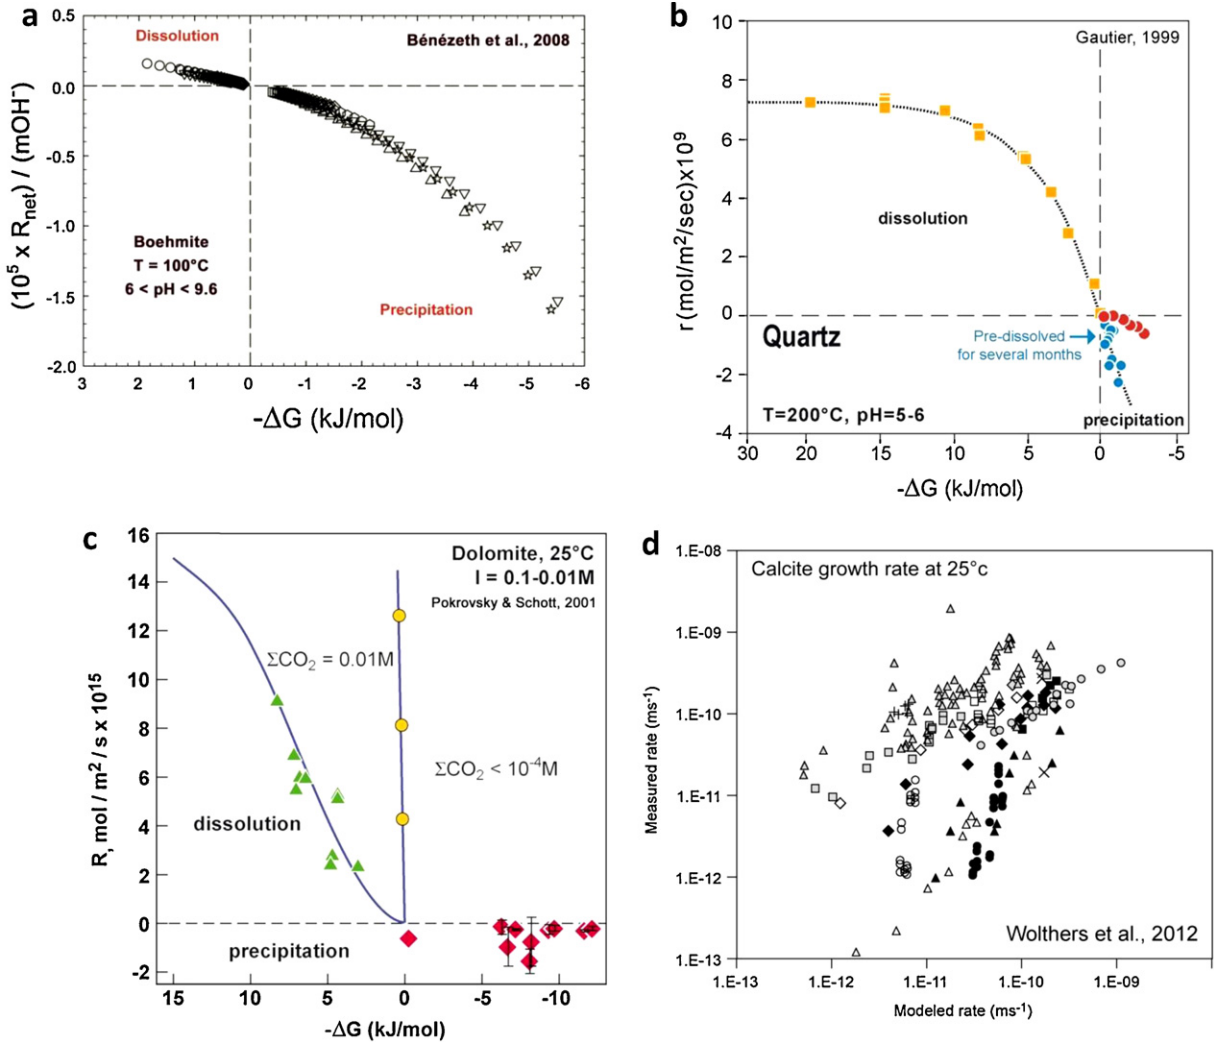 a
0.5
0.0
-0.5
-1.0
-1.5
-2.0
(10⁵ x Rnet) / (mOH⁻)
Dissolution
Bénézeth et al., 2008
Boehmite
T = 100°C
6 < pH < 9.6
Precipitation
3 2 1 0 -1 -2 -3 -4 -5 -6
-ΔG (kJ/mol)
b
10
8
6
4
2
0
-2
-4
r(mol/m²/sec)x10⁹
Gautier, 1999
dissolution
Quartz
Pre-dissolved
for several months
T=200°C, pH=5-6
precipitation
30 20 15 10 5 0 -5
-ΔG (kJ/mol)
c
16
14
12
10
8
6
4
2
0
-2
R, mol / m² / s x 10¹⁵
Dolomite, 25°C
I = 0.1-0.01M
Pokrovsky & Schott, 2001
ΣCO₂ = 0.01M
ΣCO₂ < 10⁻⁴M
dissolution
precipitation
15 10 5 0 -5 -10
-ΔG (kJ/mol)
d
1.E-08
1.E-09
1.E-10
1.E-11
1.E-12
1.E-13
Measured rate (ms⁻¹)
Calcite growth rate at 25°c
Wolthers et al., 2012
1.E-13 1.E-12 1.E-11 1.E-10 1.E-09
Modeled rate (ms⁻¹)